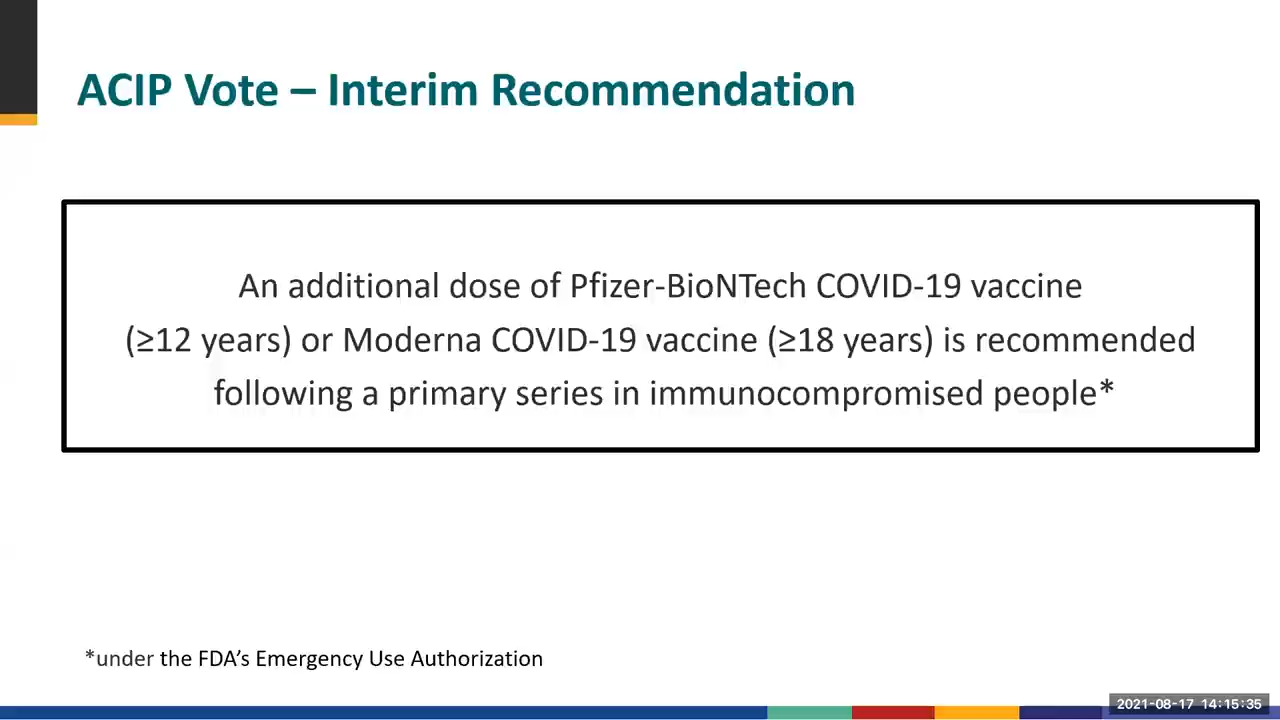 ACIP Vote – Interim Recommendation
An additional dose of Pfizer-BioNTech COVID-19 vaccine
(≥12 years) or Moderna COVID-19 vaccine (≥18 years) is recommended
following a primary series in immunocompromised people*
*under the FDA’s Emergency Use Authorization
2021-08-17 14:15:35